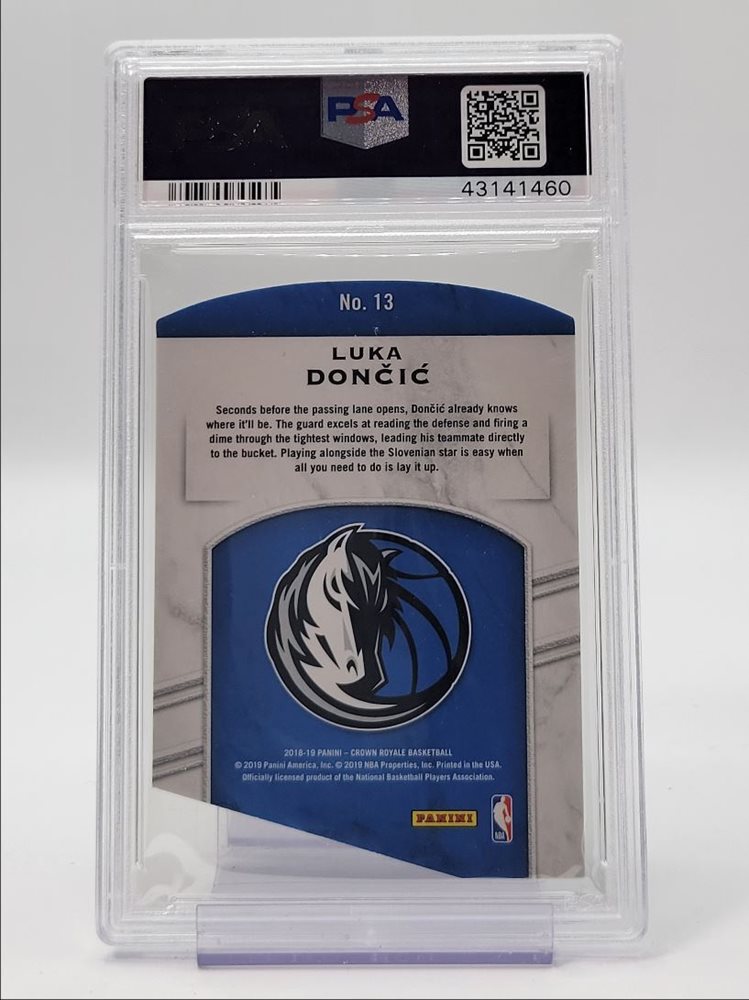 PSA
43141460
No. 13
LUKA
DONČIĆ
Seconds before the passing lane opens, Dončić already knows
where it'll be. The guard excels at reading the defense and firing a
dime through the tightest windows, leading his teammate directly
to the bucket. Playing alongside the Slovenian star is easy when
all you need to do is lay it up.
2018-19 PANINI – CROWN ROYALE BASKETBALL
© 2019 Panini America, Inc. © 2019 NBA Properties, Inc. Printed in the USA.
Officially licensed product of the National Basketball Players Association.
PANINI
NBA